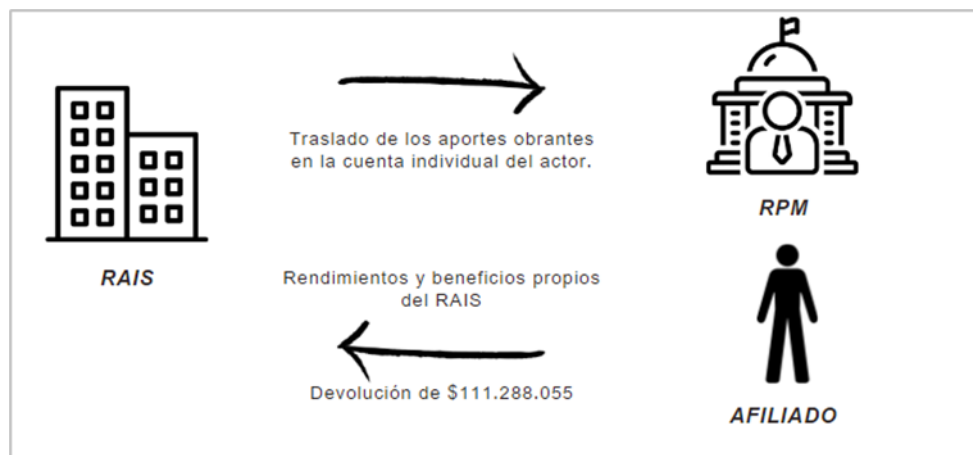 Traslado de los aportes obrantes
en la cuenta individual del actor.
RPM
RAIS
Rendimientos y beneficios propios
del RAIS
Devolución de $111.288.055
AFILIADO